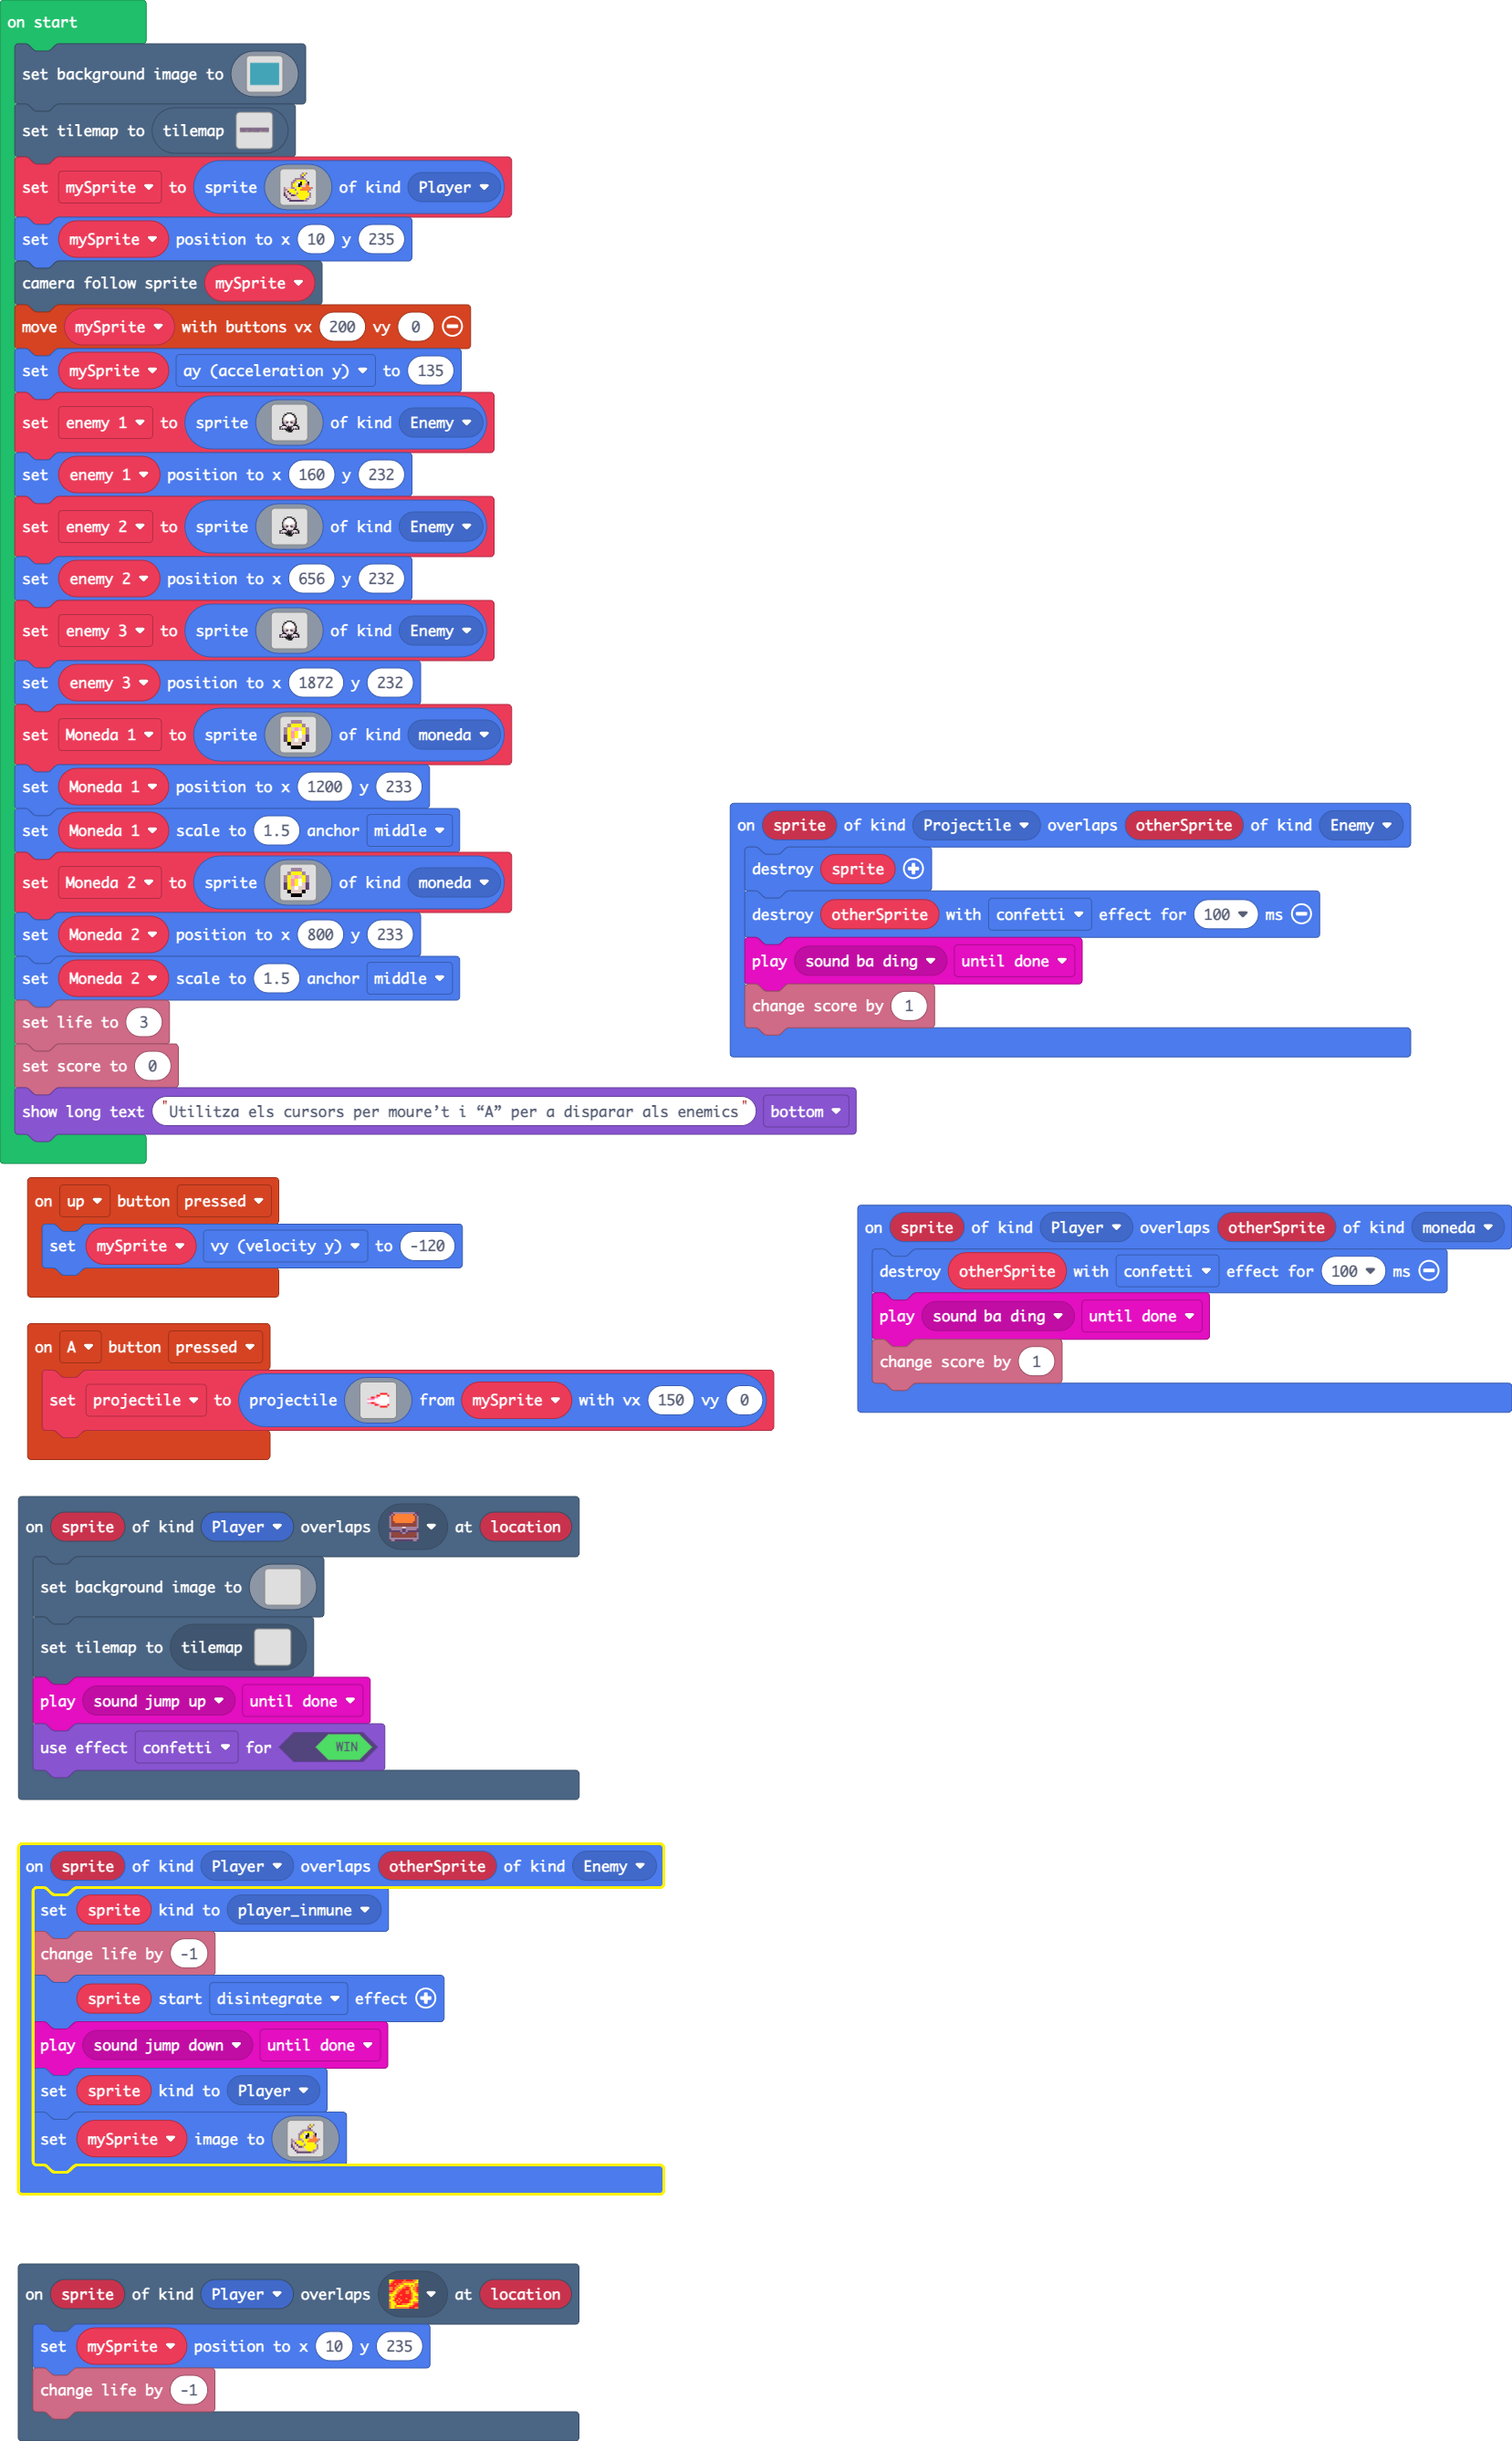 on start
set background image to
set tilemap to tilemap
set mySprite to sprite of kind Player
set mySprite position to x 10 y 235
camera follow sprite mySprite
move mySprite with buttons vx 200 vy 0
set mySprite ay (acceleration y) to 135
set enemy 1 to sprite of kind Enemy
set enemy 1 position to x 160 y 232
set enemy 2 to sprite of kind Enemy
set enemy 2 position to x 656 y 232
set enemy 3 to sprite of kind Enemy
set enemy 3 position to x 1872 y 232
set Moneda 1 to sprite of kind moneda
set Moneda 1 position to x 1200 y 233
set Moneda 1 scale to 1.5 anchor middle
set Moneda 2 to sprite of kind moneda
set Moneda 2 position to x 800 y 233
set Moneda 2 scale to 1.5 anchor middle
set life to 3
set score to 0
show long text "Utilitza els cursors per moure’t i “A” per a disparar als enemics" bottom
on sprite of kind Projectile overlaps otherSprite of kind Enemy
destroy sprite
destroy otherSprite with confetti effect for 100 ms
play sound ba ding until done
change score by 1
on up button pressed
set mySprite vy (velocity y) to -120
on A button pressed
set projectile to projectile from mySprite with vx 150 vy 0
on sprite of kind Player overlaps otherSprite of kind moneda
destroy otherSprite with confetti effect for 100 ms
play sound ba ding until done
change score by 1
on sprite of kind Player overlaps at location
set background image to
set tilemap to tilemap
play sound jump up until done
use effect confetti for WIN
on sprite of kind Player overlaps otherSprite of kind Enemy
set sprite kind to player_inmune
change life by -1
sprite start disintegrate effect
play sound jump down until done
set sprite kind to Player
set mySprite image to
on sprite of kind Player overlaps at location
set mySprite position to x 10 y 235
change life by -1